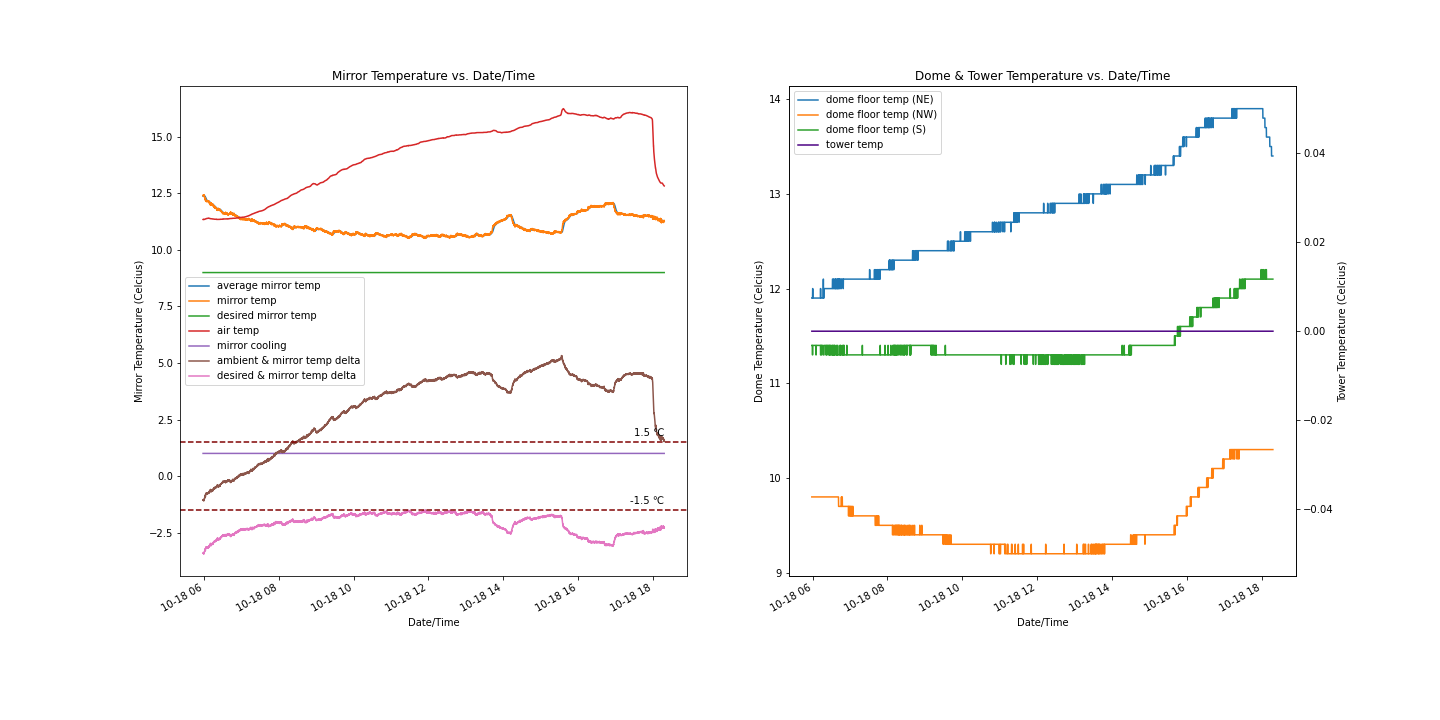 Mirror Temperature vs. Date/Time
Mirror Temperature (Celcius)
15.0
12.5
10.0
7.5
5.0
2.5
0.0
−2.5
average mirror temp
mirror temp
desired mirror temp
air temp
mirror cooling
ambient & mirror temp delta
desired & mirror temp delta
1.5 °C
-1.5 °C
10-18 06
10-18 08
10-18 10
10-18 12
10-18 14
10-18 16
10-18 18
Date/Time
Dome & Tower Temperature vs. Date/Time
Dome Temperature (Celcius)
14
13
12
11
10
9
dome floor temp (NE)
dome floor temp (NW)
dome floor temp (S)
tower temp
0.04
0.02
0.00
−0.02
−0.04
Tower Temperature (Celcius)
10-18 06
10-18 08
10-18 10
10-18 12
10-18 14
10-18 16
10-18 18
Date/Time